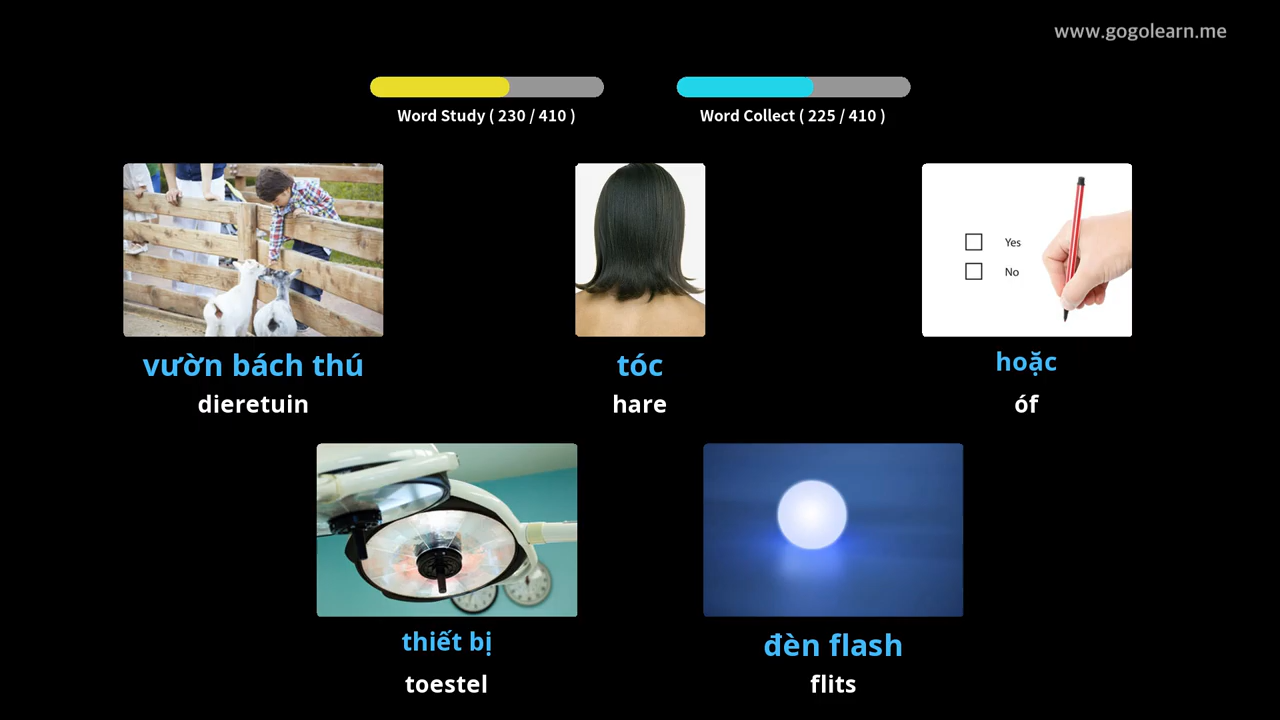 www.gogolearn.me
Word Study ( 230 / 410 )
Word Collect ( 225 / 410 )
Yes
No
vườn bách thú
dieretuin
tóc
hare
hoặc
óf
thiết bị
toestel
đèn flash
flits